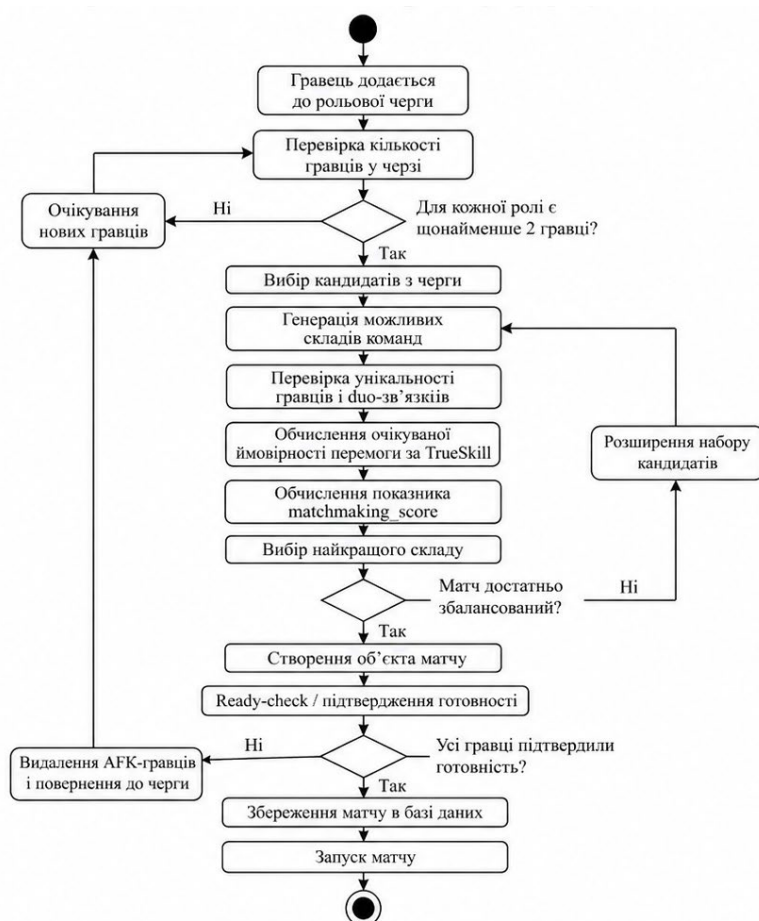 Гравець додається
до рольової черги
Перевірка кількості
гравців у черзі
Очікування
нових гравців
Ні
Для кожної ролі є
щонайменше 2 гравці?
Так
Вибір кандидатів з черги
Генерація можливих
складів команд
Перевірка унікальності
гравців і duo-зв’язкіів
Обчислення очікуваної
ймовірності перемоги за TrueSkill
Розширення набору
кандидатів
Обчислення показника
matchmaking_score
Вибір найкращого складу
Матч достатньо
збалансований?
Ні
Так
Створення об’єкта матчу
Ready-check / підтвердження готовності
Видалення AFK-гравців
і повернення до черги
Ні
Усі гравці підтвердили
готовність?
Так
Збереження матчу в базі даних
Запуск матчу